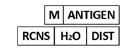 M ANTIGEN
RCNS H2O DIST